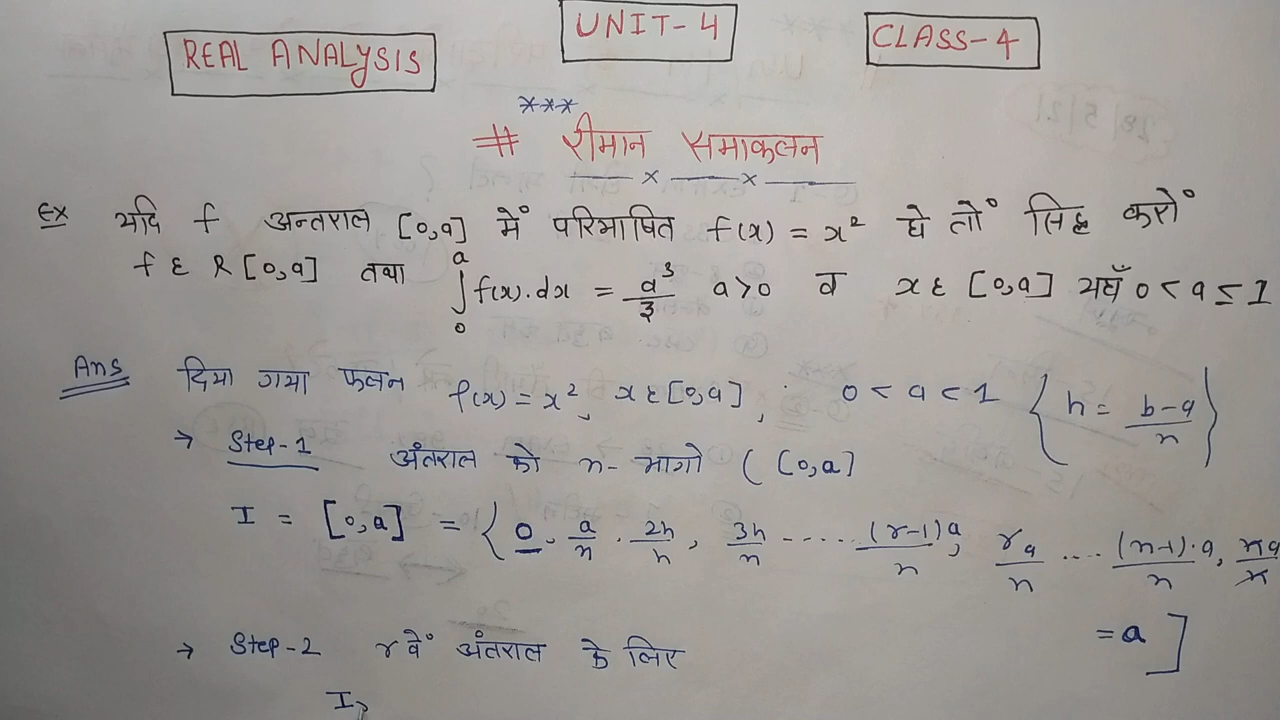 REAL ANALYSIS
UNIT-4
CLASS-4
***
# रीमान समाकलन
Ex यदि f अन्तराल [0,a] में परिभाषित f(x) = x² है तों सिद्ध करों
f ε R [0,a] तथा ∫₀ᵃ f(x).dx = a³/3 a>0 व x ε [0,a] यहाँ 0 < a ≤ 1
Ans दिया गया फलन f(x) = x², x ε [0,a], ; 0 < a < 1 { h = (b-a)/n }
→ Step-1 अंतराल को n- भागो ( [0,a]
I = [0,a] = { 0, a/n . 2h/n, 3h/n ...... (r-1)a/n, ra/n .... (n-1).a/n, na/n
= a ]
→ Step-2 r वें अंतराल के लिए
I